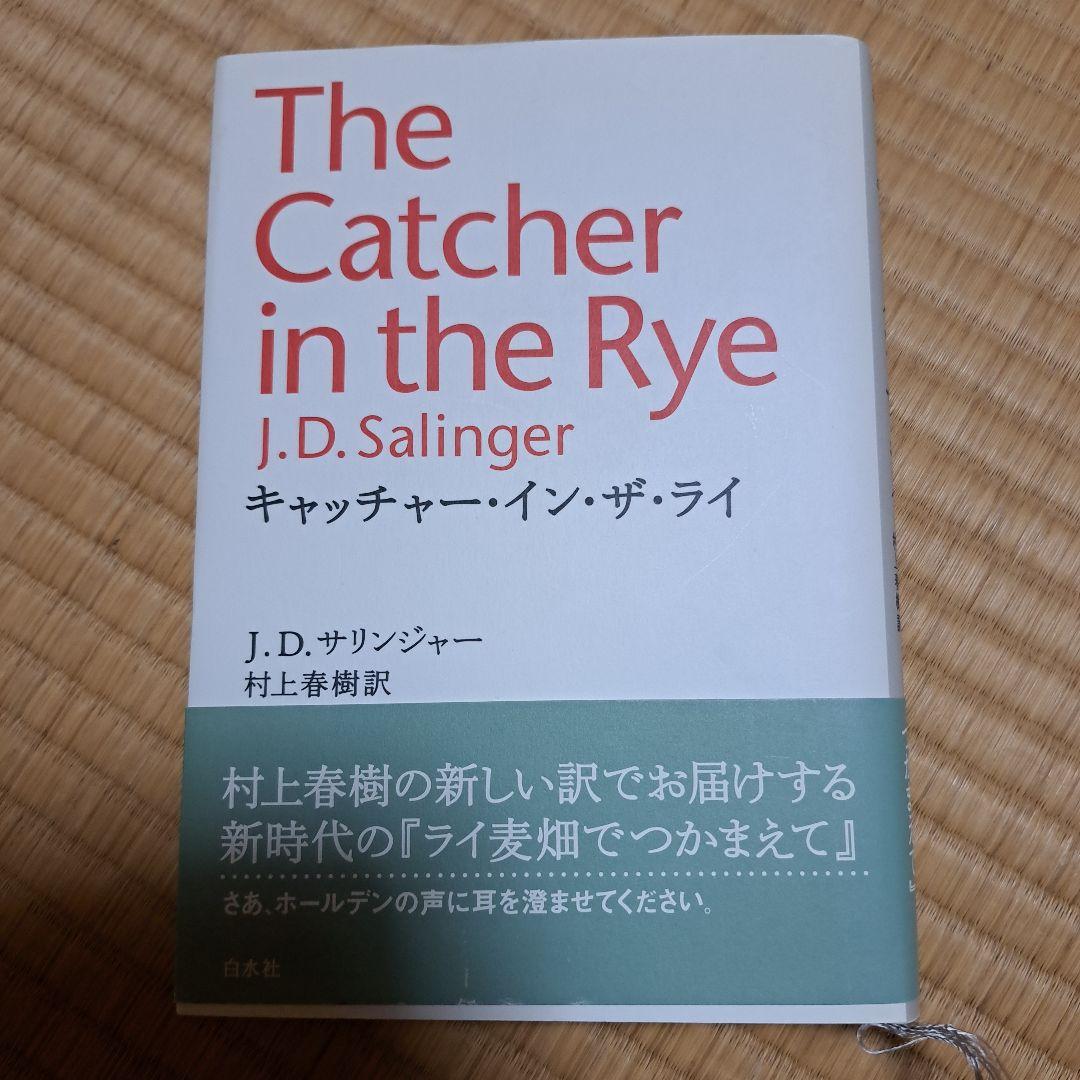 The
Catcher
in the Rye
J.D. Salinger
キャッチャー・イン・ザ・ライ
J.D.サリンジャー
村上春樹訳
村上春樹の新しい訳でお届けする
新時代の『ライ麦畑でつかまえて』
さあ、ホールデンの声に耳を澄ませてください。
白水社